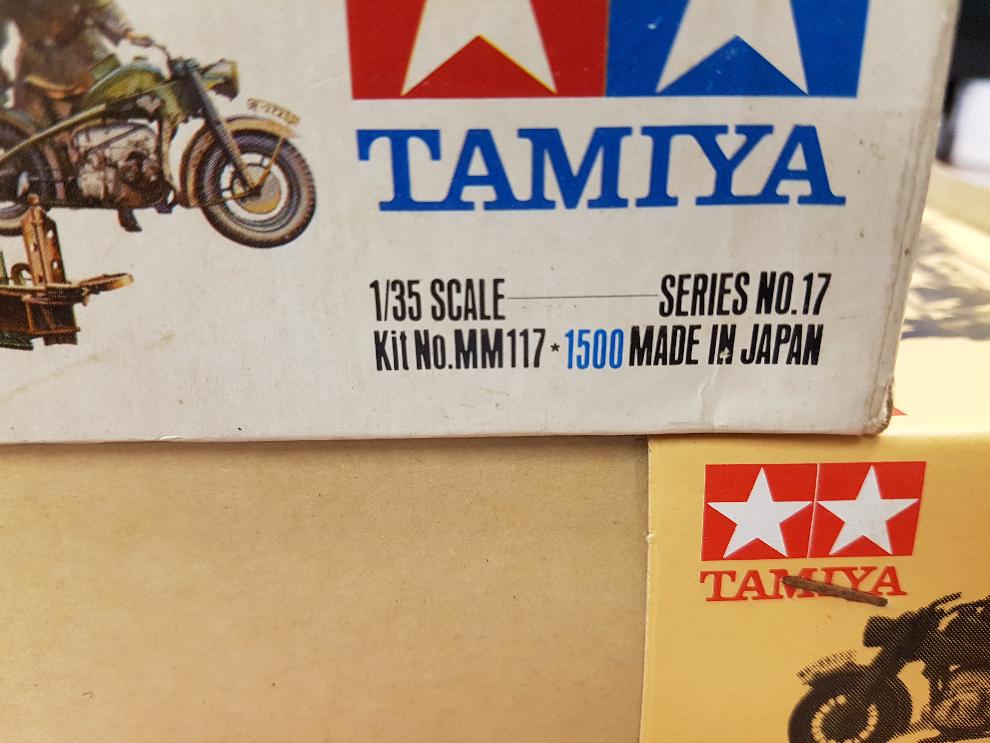 TAMIYA
1/35 SCALE SERIES NO.17
Kit No.MM117 * 1500 MADE IN JAPAN
TAMIYA